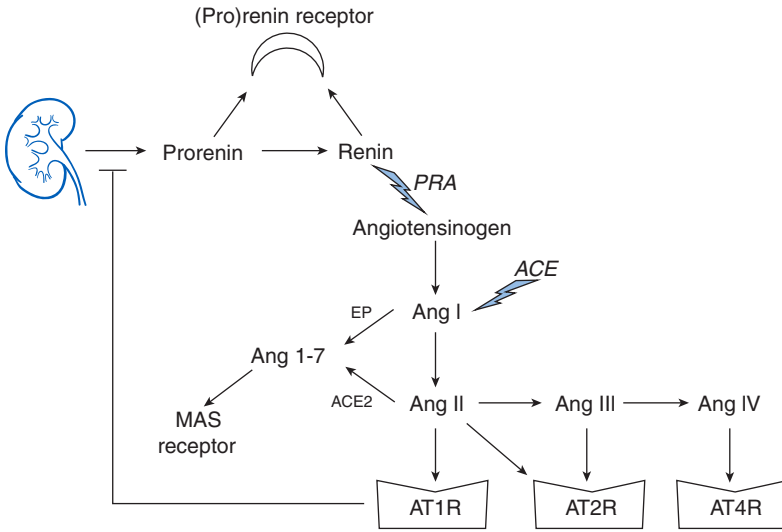 (Pro)renin receptor
Prorenin
Renin
PRA
Angiotensinogen
ACE
EP
Ang I
Ang 1-7
ACE2
Ang II
Ang III
Ang IV
MAS
receptor
AT1R
AT2R
AT4R